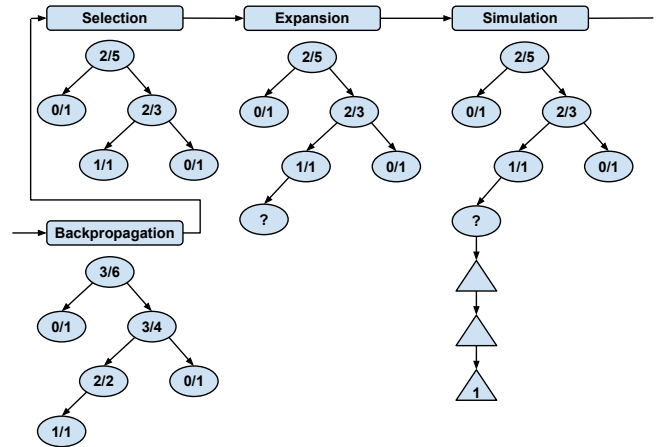 Selection Expansion Simulation
2/5 2/5 2/5
0/1 2/3 0/1 2/3 0/1 2/3
1/1 0/1 1/1 0/1 1/1 0/1
? ?
Backpropagation
3/6
0/1 3/4
2/2 0/1
1
1/1